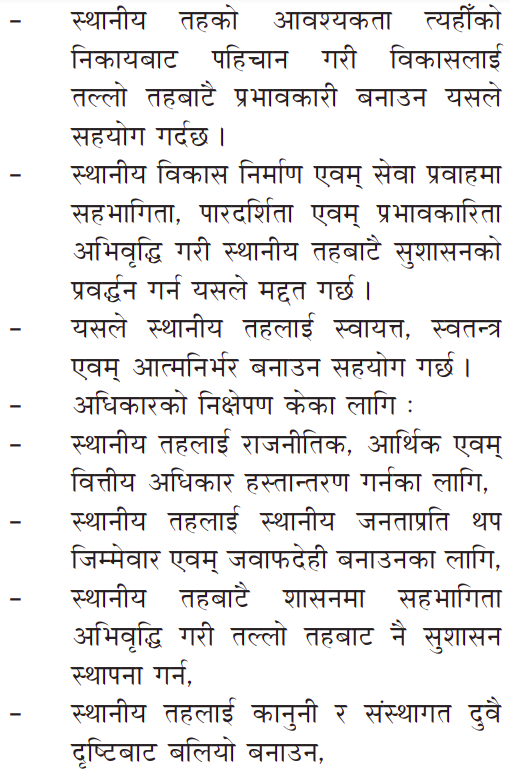 – स्थानीय तहको आवश्यकता त्यहीँको
निकायबाट पहिचान गरी विकासलाई
तल्लो तहबाटै प्रभावकारी बनाउन यसले
सहयोग गर्दछ ।
– स्थानीय विकास निर्माण एवम् सेवा प्रवाहमा
सहभागिता, पारदर्शिता एवम् प्रभावकारिता
अभिवृद्धि गरी स्थानीय तहबाटै सुशासनको
प्रवर्द्धन गर्न यसले मद्दत गर्छ ।
– यसले स्थानीय तहलाई स्वायत्त, स्वतन्त्र
एवम् आत्मनिर्भर बनाउन सहयोग गर्छ ।
– अधिकारको निक्षेपण केका लागि :
– स्थानीय तहलाई राजनीतिक, आर्थिक एवम्
वित्तीय अधिकार हस्तान्तरण गर्नका लागि,
– स्थानीय तहलाई स्थानीय जनताप्रति थप
जिम्मेवार एवम् जवाफदेही बनाउनका लागि,
– स्थानीय तहबाटै शासनमा सहभागिता
अभिवृद्धि गरी तल्लो तहबाट नै सुशासन
स्थापना गर्न,
– स्थानीय तहलाई कानुनी र संस्थागत दुवै
दृष्टिबाट बलियो बनाउन,